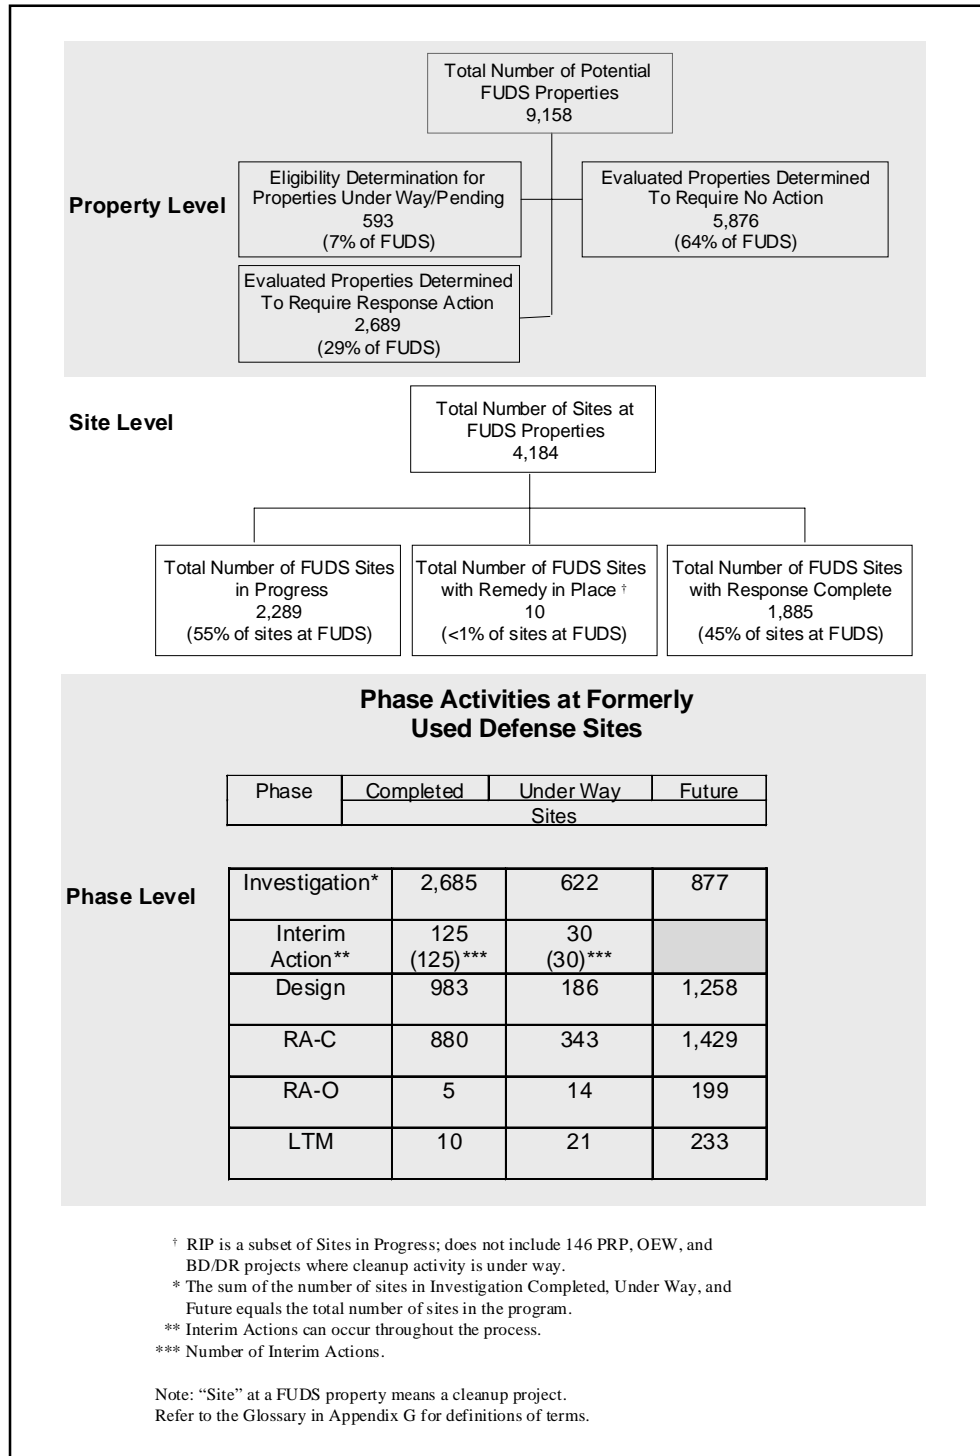 Total Number of Potential
FUDS Properties
9,158
Property Level
Eligibility Determination for
Properties Under Way/Pending
593
(7% of FUDS)
Evaluated Properties Determined
To Require No Action
5,876
(64% of FUDS)
Evaluated Properties Determined
To Require Response Action
2,689
(29% of FUDS)
Site Level
Total Number of Sites at
FUDS Properties
4,184
Total Number of FUDS Sites
in Progress
2,289
(55% of sites at FUDS)
Total Number of FUDS Sites
with Remedy in Place †
10
(<1% of sites at FUDS)
Total Number of FUDS Sites
with Response Complete
1,885
(45% of sites at FUDS)
Phase Activities at Formerly
Used Defense Sites
Phase Completed Under Way Future
Sites
Phase Level
Investigation* 2,685 622 877
Interim 125 30
Action** (125)*** (30)***
Design 983 186 1,258
RA-C 880 343 1,429
RA-O 5 14 199
LTM 10 21 233
† RIP is a subset of Sites in Progress; does not include 146 PRP, OEW, and
BD/DR projects where cleanup activity is under way.
* The sum of the number of sites in Investigation Completed, Under Way, and
Future equals the total number of sites in the program.
** Interim Actions can occur throughout the process.
*** Number of Interim Actions.
Note: “Site” at a FUDS property means a cleanup project.
Refer to the Glossary in Appendix G for definitions of terms.